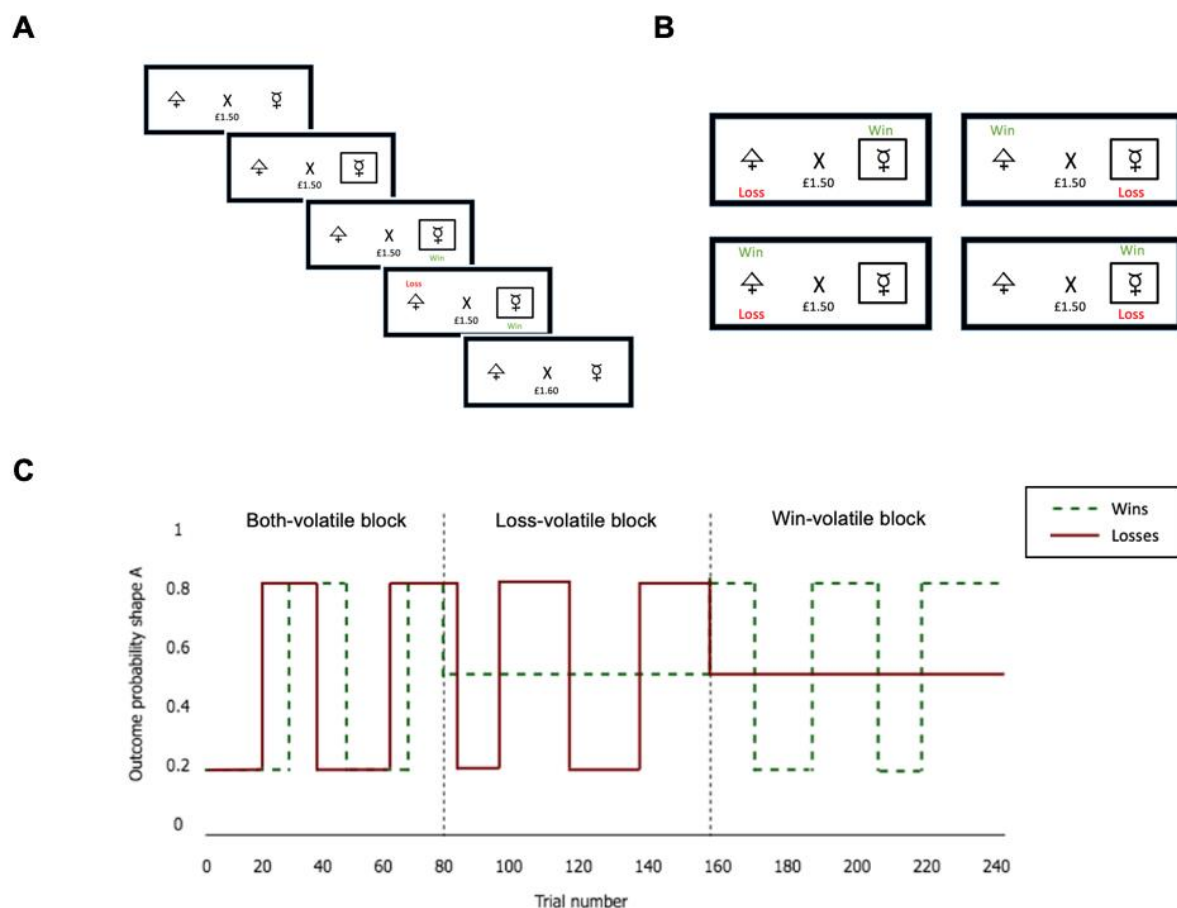 A
X
£1.50
X
£1.50
X
£1.50
Win
Loss
X
£1.50
Win
X
£1.60
B
Win
X
£1.50
Loss
Win
X
£1.50
Loss
Win
X
£1.50
Loss
Win
X
£1.50
Loss
C
Both-volatile block
Loss-volatile block
Win-volatile block
Wins
Losses
Outcome probability shape A
1
0.8
0.6
0.4
0.2
0
0 20 40 60 80 100 120 140 160 180 200 220 240
Trial number